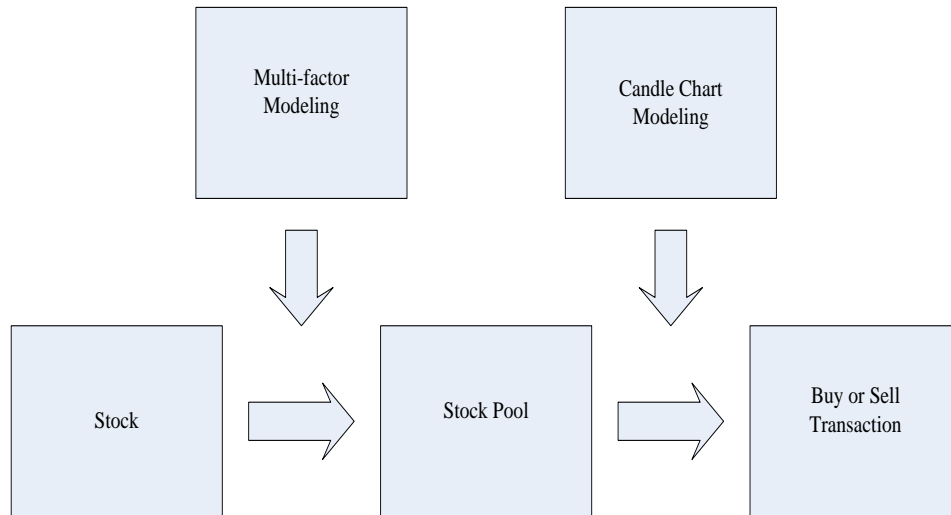 Multi-factor
Modeling
Candle Chart
Modeling
Stock
Stock Pool
Buy or Sell
Transaction